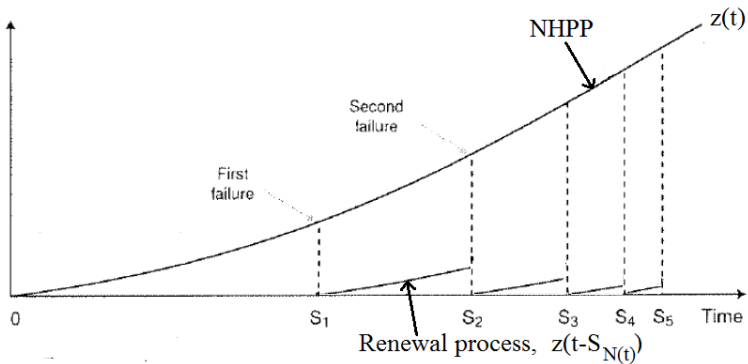 NHPP
z(t)
Second
failure
First
failure
0
S1
S2
S3
S4
S5
Time
Renewal process, z(t-SN(t))